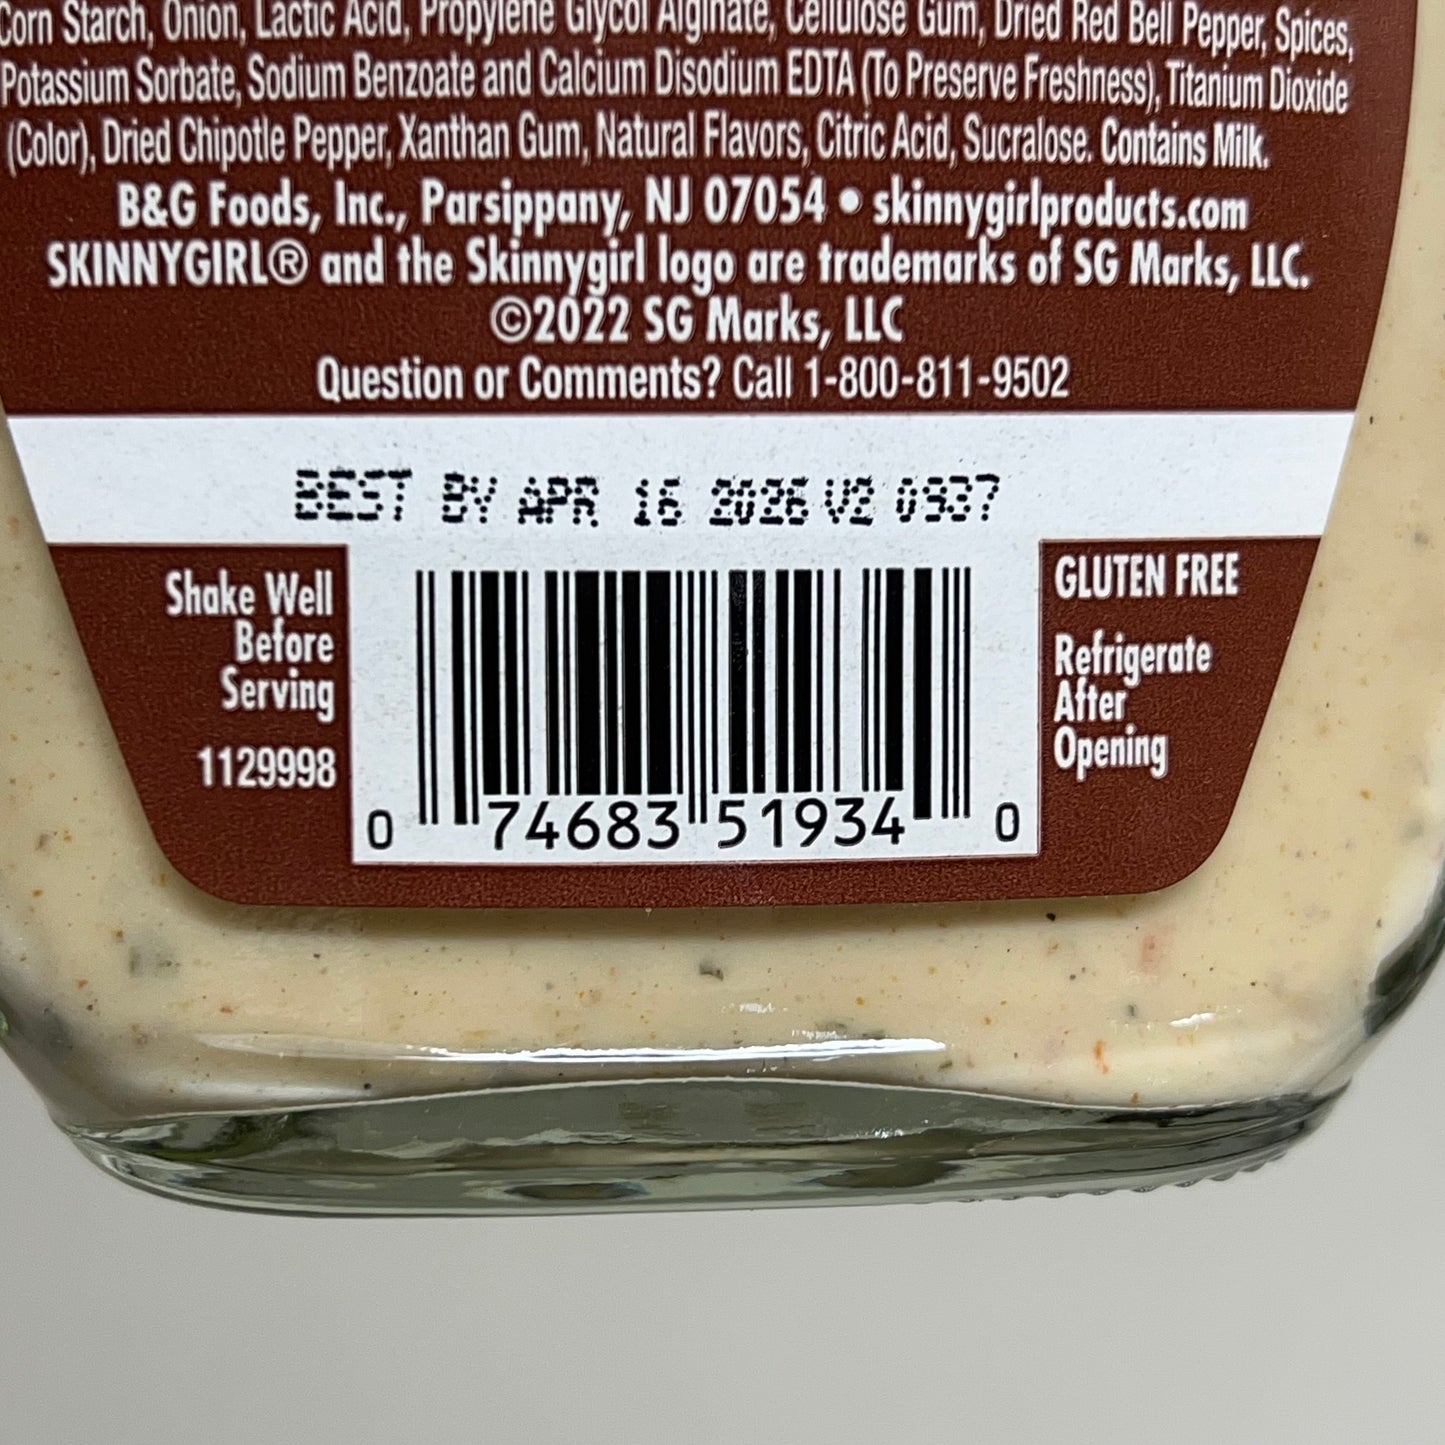 Corn Starch, Onion, Lactic Acid, Propylene Glycol Alginate, Cellulose Gum, Dried Red Bell Pepper, Spices,
Potassium Sorbate, Sodium Benzoate and Calcium Disodium EDTA (To Preserve Freshness), Titanium Dioxide
(Color), Dried Chipotle Pepper, Xanthan Gum, Natural Flavors, Citric Acid, Sucralose. Contains Milk.
B&G Foods, Inc., Parsippany, NJ 07054 • skinnygirlproducts.com
SKINNYGIRL® and the Skinnygirl logo are trademarks of SG Marks, LLC.
©2022 SG Marks, LLC
Question or Comments? Call 1-800-811-9502
BEST BY APR 16 2026 V2 0937
Shake Well
Before
Serving
1129998
0 74683 51934 0
GLUTEN FREE
Refrigerate
After
Opening